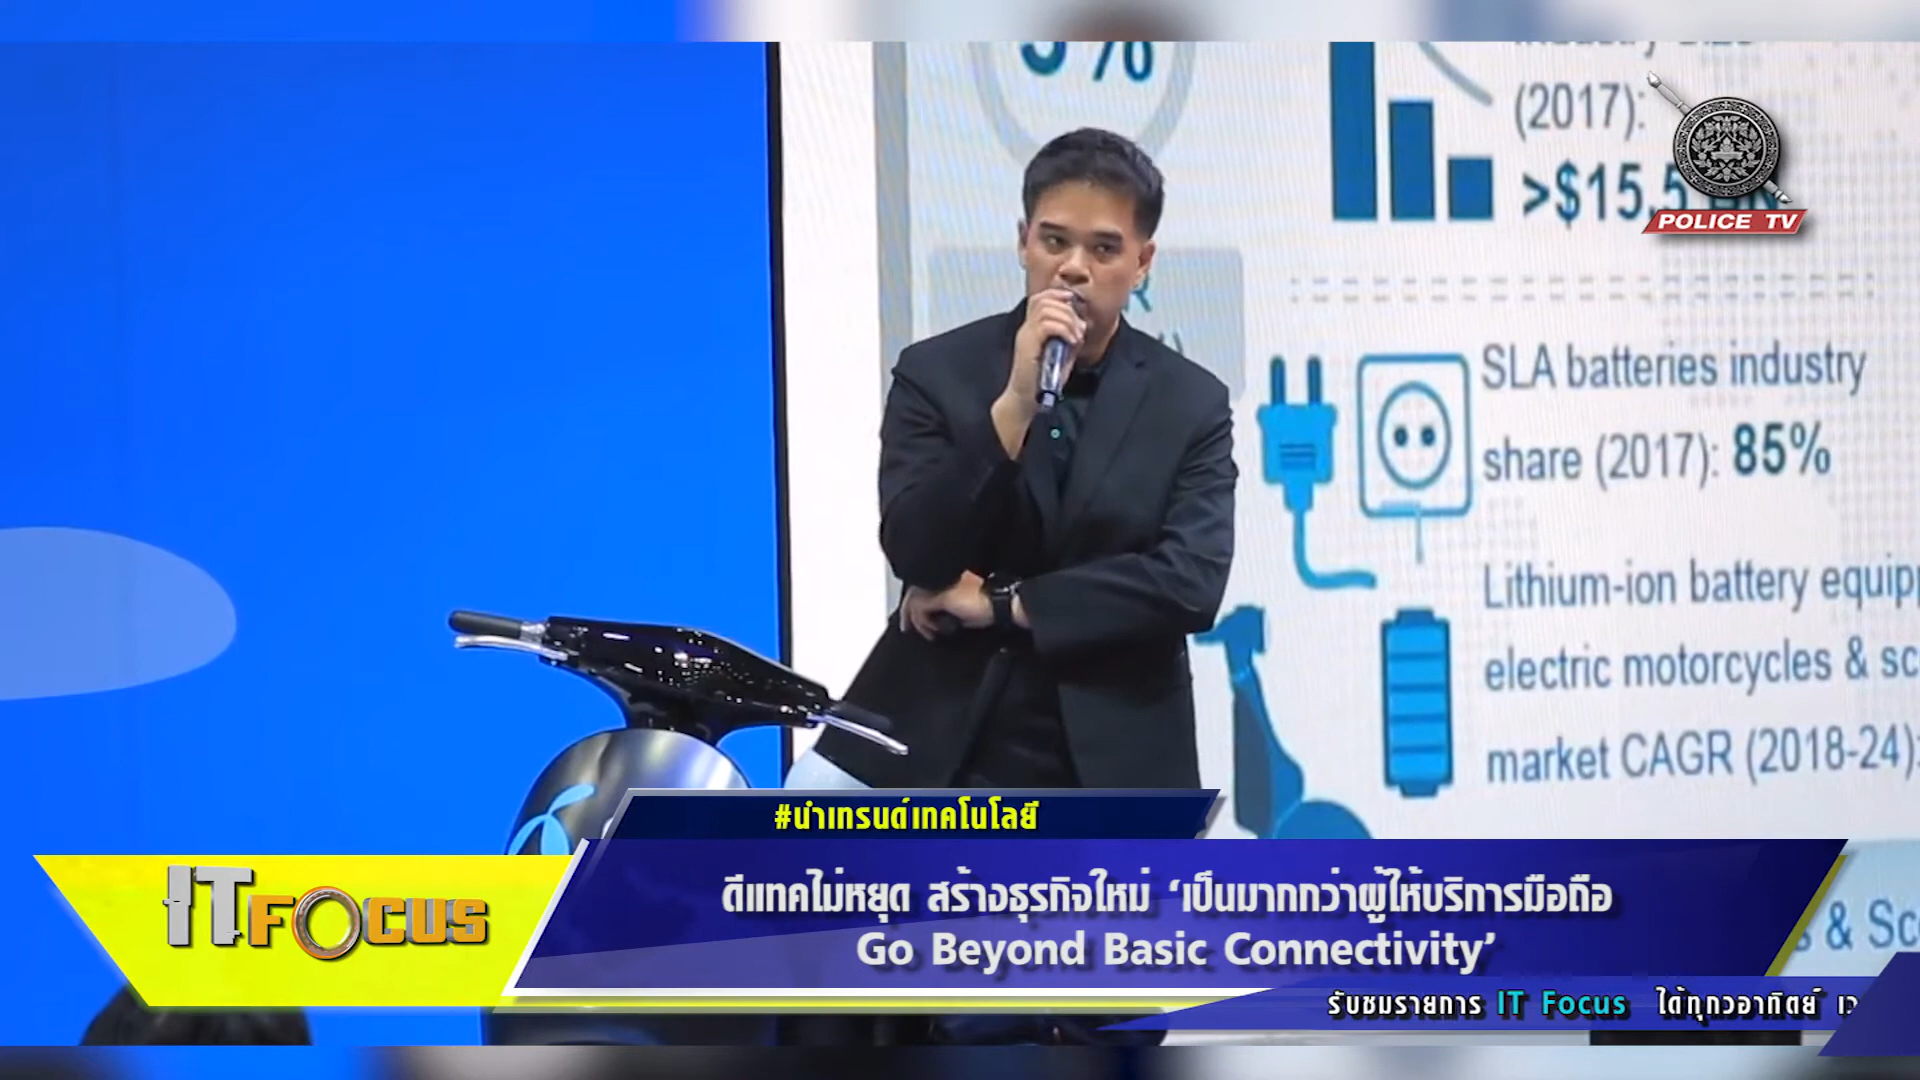 5%
(2017):
>$15.5
POLICE TV
SLA batteries industry
share (2017): 85%
Lithium-ion battery
electric motorcycles &
market CAGR (2018-24):
#นำเทรนด์เทคโนโลยี
IT FOCUS
ดีแทคไม่หยุด สร้างธุรกิจใหม่ ‘เป็นมากกว่าผู้ให้บริการมือถือ
Go Beyond Basic Connectivity’
&
รับชมรายการ IT Focus ได้ทุกวอาทิตย์